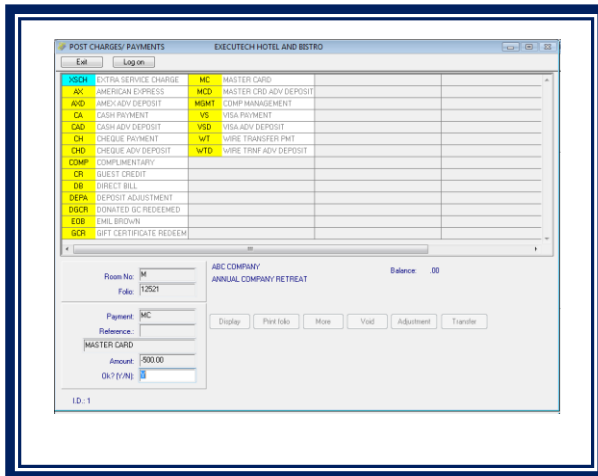 POST CHARGES/ PAYMENTS EXECUTECH HOTEL AND BISTRO
Exit Log on
XSCH EXTRA SERVICE CHARGE MC MASTER CARD
AX AMERICAN EXPRESS MCD MASTER CRD ADV DEPOSIT
AXD AMEX ADV DEPOSIT MGMT COMP MANAGEMENT
CA CASH PAYMENT VS VISA PAYMENT
CAD CASH ADV DEPOSIT VSD VISA ADV DEPOSIT
CH CHEQUE PAYMENT WT WIRE TRANSFER PMT
CHD CHEQUE ADV DEPOSIT WTD WIRE TRNF ADV DEPOSIT
COMP COMPLIMENTARY
CR GUEST CREDIT
DB DIRECT BILL
DEPA DEPOSIT ADJUSTMENT
DGCR DONATED GC REDEEMED
EOB EMIL BROWN
GCR GIFT CERTIFICATE REDEEM
ABC COMPANY Balance: .00
Room No: M
ANNUAL COMPANY RETREAT
Folio: 12521
Payment: MC
Display Print folio More Void Adjustment Transfer
Reference.:
MASTER CARD
Amount: -500.00
Ok? (Y/N): Y
I.D.: 1